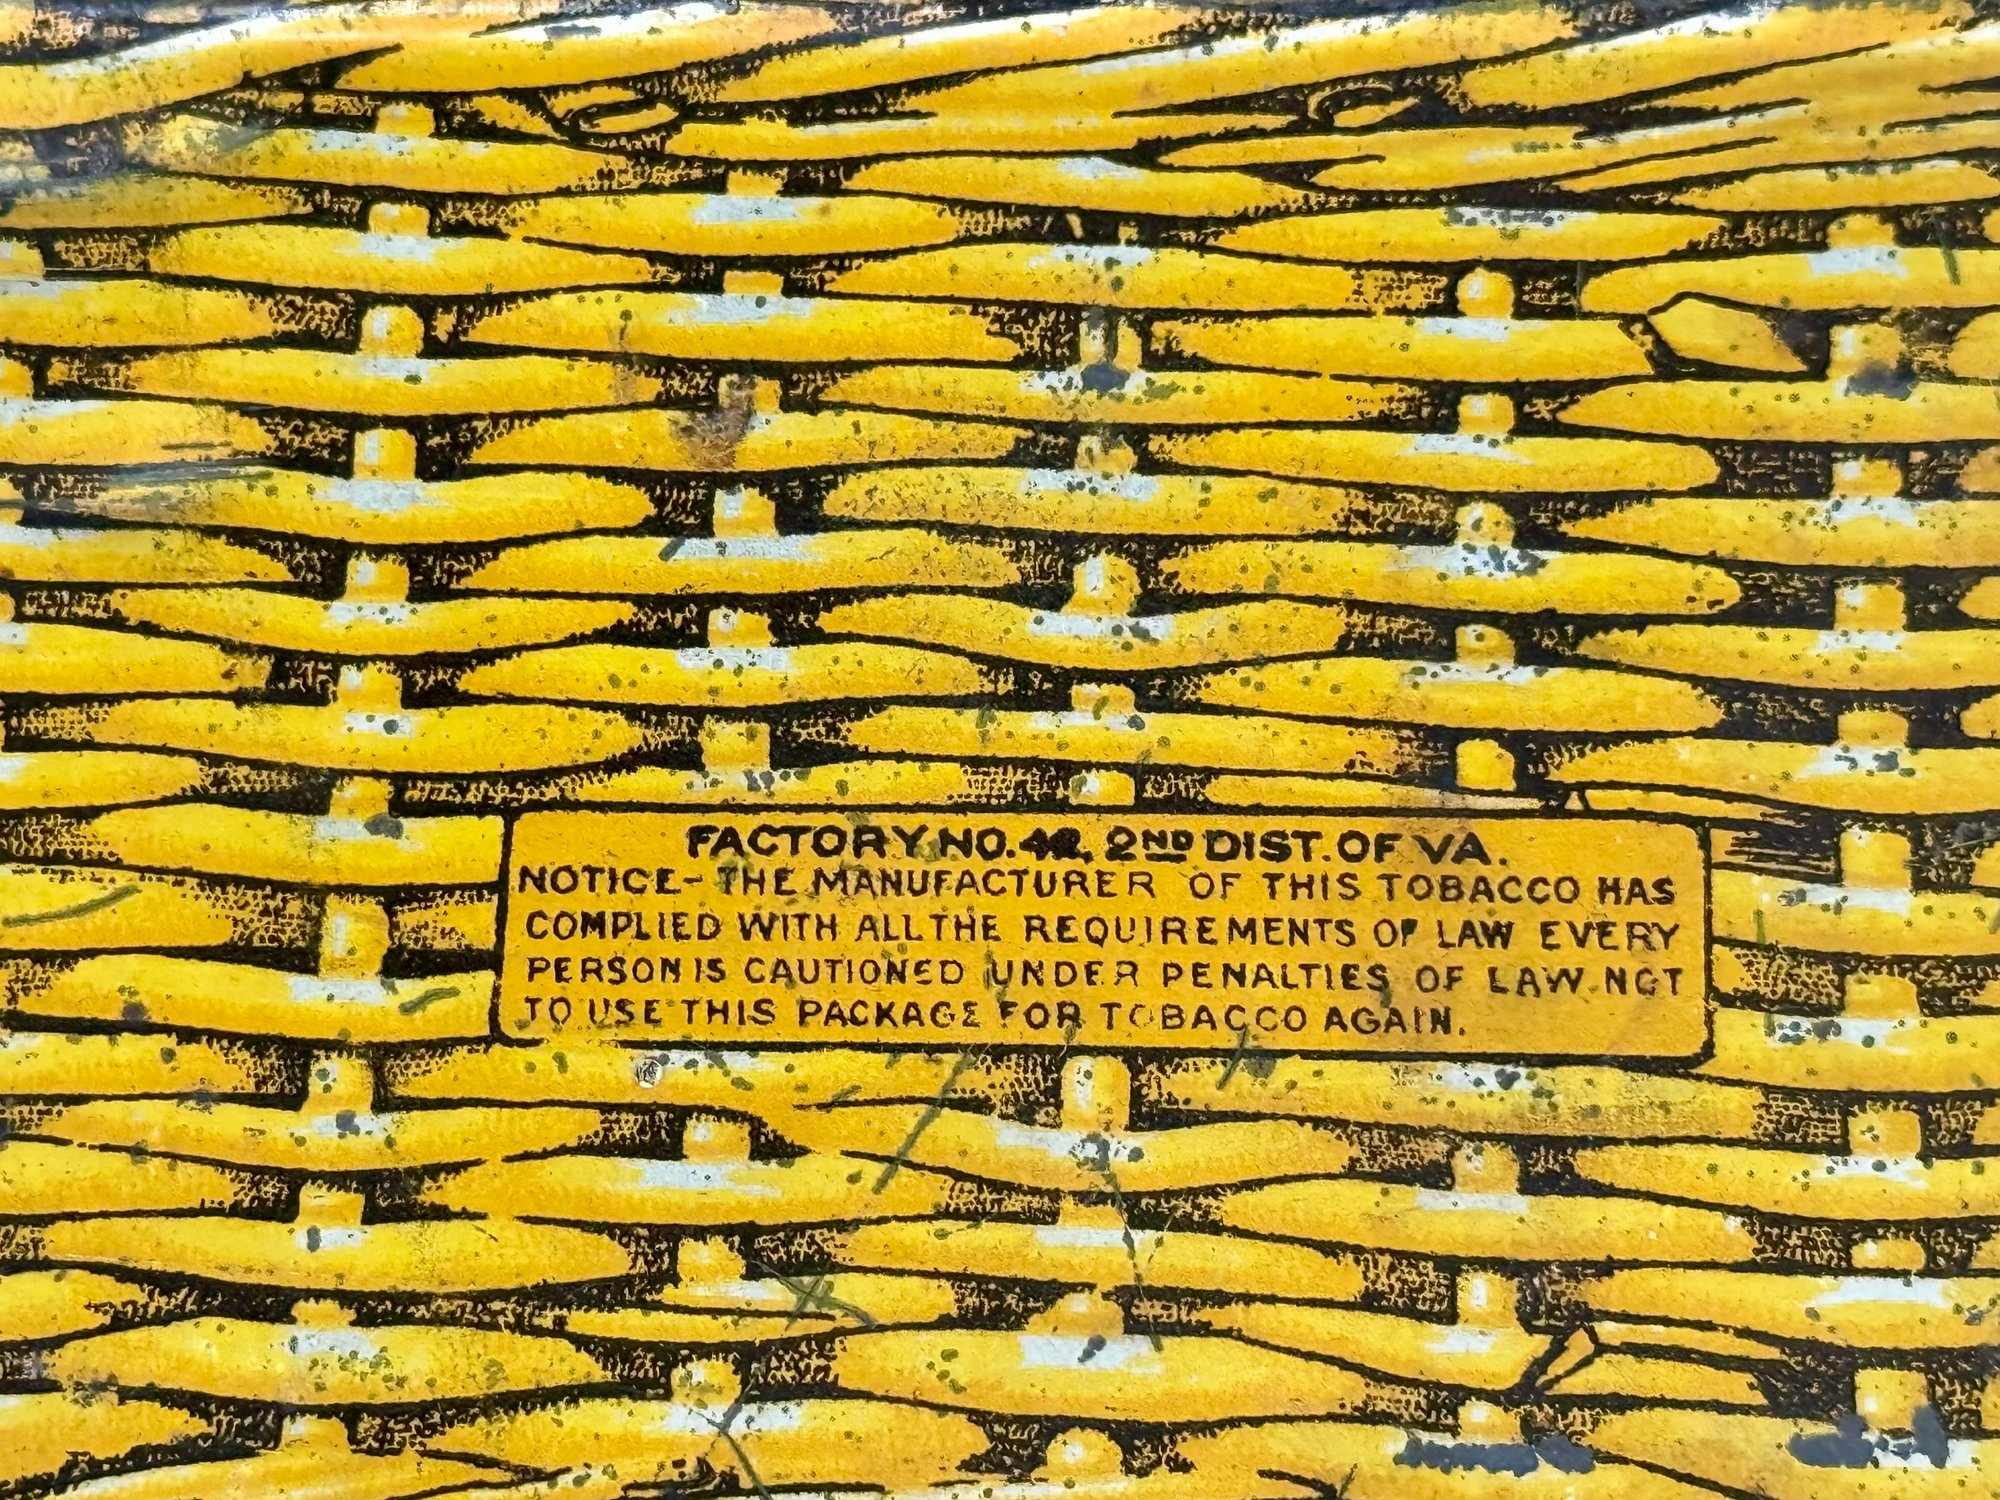 FACTORY NO. 42, 2ND DIST. OF VA.
NOTICE- THE MANUFACTURER OF THIS TOBACCO HAS
COMPLIED WITH ALL THE REQUIREMENTS OF LAW EVERY
PERSON IS CAUTIONED UNDER PENALTIES OF LAW NOT
TO USE THIS PACKAGE FOR TOBACCO AGAIN.